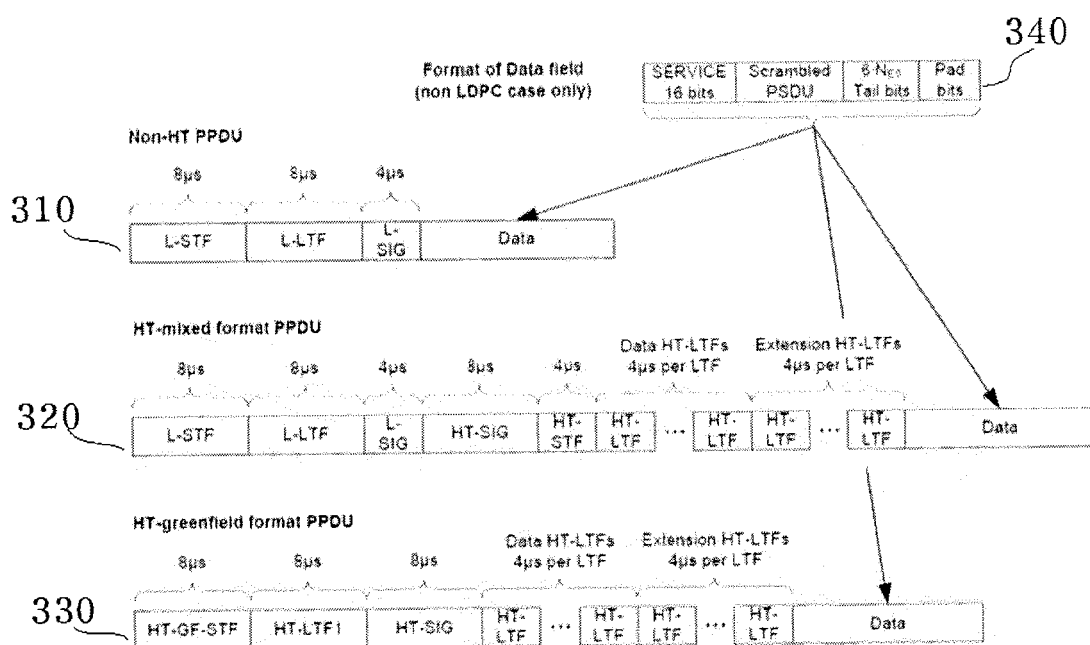 340
Format of Data field
(non LDPC case only)
SERVICE
16 bits
Scrambled
PSDU
6·NES
Tail bits
Pad
bits
Non-HT PPDU
8µs
8µs
4µs
310
L-STF
L-LTF
L-
SIG
Data
HT-mixed format PPDU
Data HT-LTFs
4µs per LTF
Extension HT-LTFs
4µs per LTF
8µs
8µs
4µs
8µs
4µs
320
L-STF
L-LTF
L-
SIG
HT-SIG
HT-
STF
HT-
LTF
...
HT-
LTF
HT-
LTF
...
HT-
LTF
Data
HT-greenfield format PPDU
Data HT-LTFs
4µs per LTF
Extension HT-LTFs
4µs per LTF
8µs
8µs
8µs
330
HT-GF-STF
HT-LTF1
HT-SIG
HT-
LTF
...
HT-
LTF
HT-
LTF
...
HT-
LTF
Data